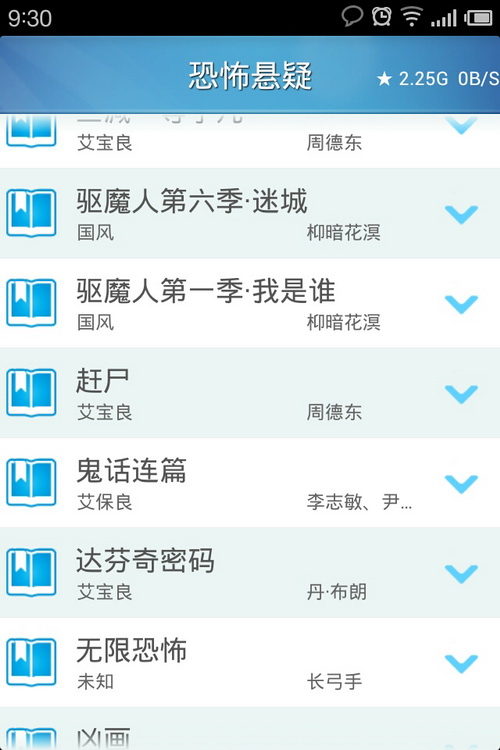 9:30
恐怖悬疑
★ 2.25G 0B/S
艾宝良 周德东
驱魔人第六季·迷城
国风 柳暗花溟
驱魔人第一季·我是谁
国风 柳暗花溟
赶尸
艾宝良 周德东
鬼话连篇
艾保良 李志敏、尹...
达芬奇密码
艾宝良 丹·布朗
无限恐怖
未知 长弓手